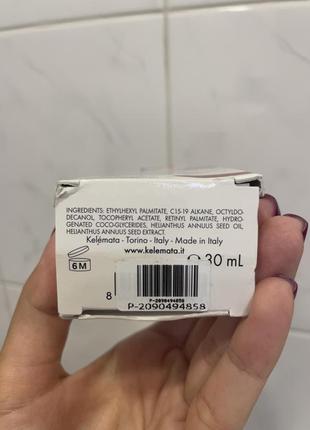 INGREDIENTS: ETHYLHEXYL PALMITATE, C15-19 ALKANE, OCTYLDO-
DECANOL, TOCOPHERYL ACETATE, RETINYL PALMITATE, HYDRO-
GENATED COCO-GLYCERIDES, HELIANTHUS ANNUUS SEED OIL,
HELIANTHUS ANNUUS SEED EXTRACT.
Kelémata - Torino - Italy - Made in Italy
www.kelemata.it
6M
℮ 30 mL
8
P-2090494858
P-2090494858